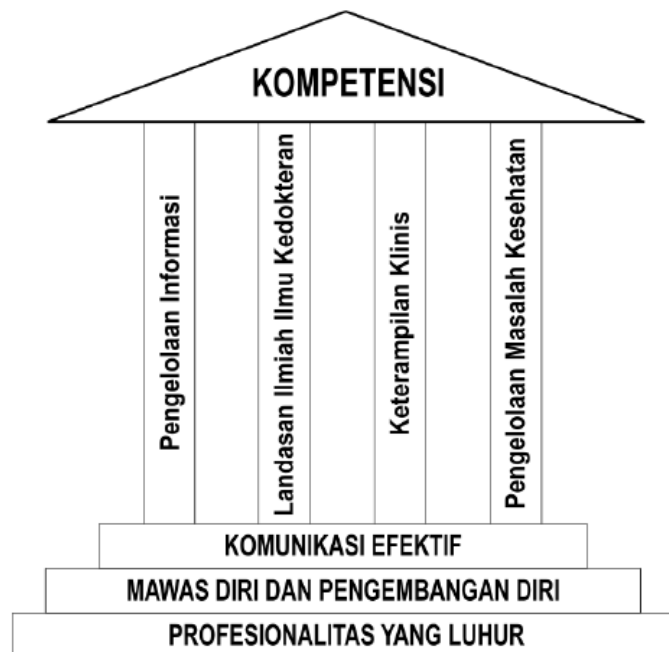 KOMPETENSI
Pengelolaan Informasi
Landasan Ilmiah Ilmu Kedokteran
Keterampilan Klinis
Pengelolaan Masalah Kesehatan
KOMUNIKASI EFEKTIF
MAWAS DIRI DAN PENGEMBANGAN DIRI
PROFESIONALITAS YANG LUHUR